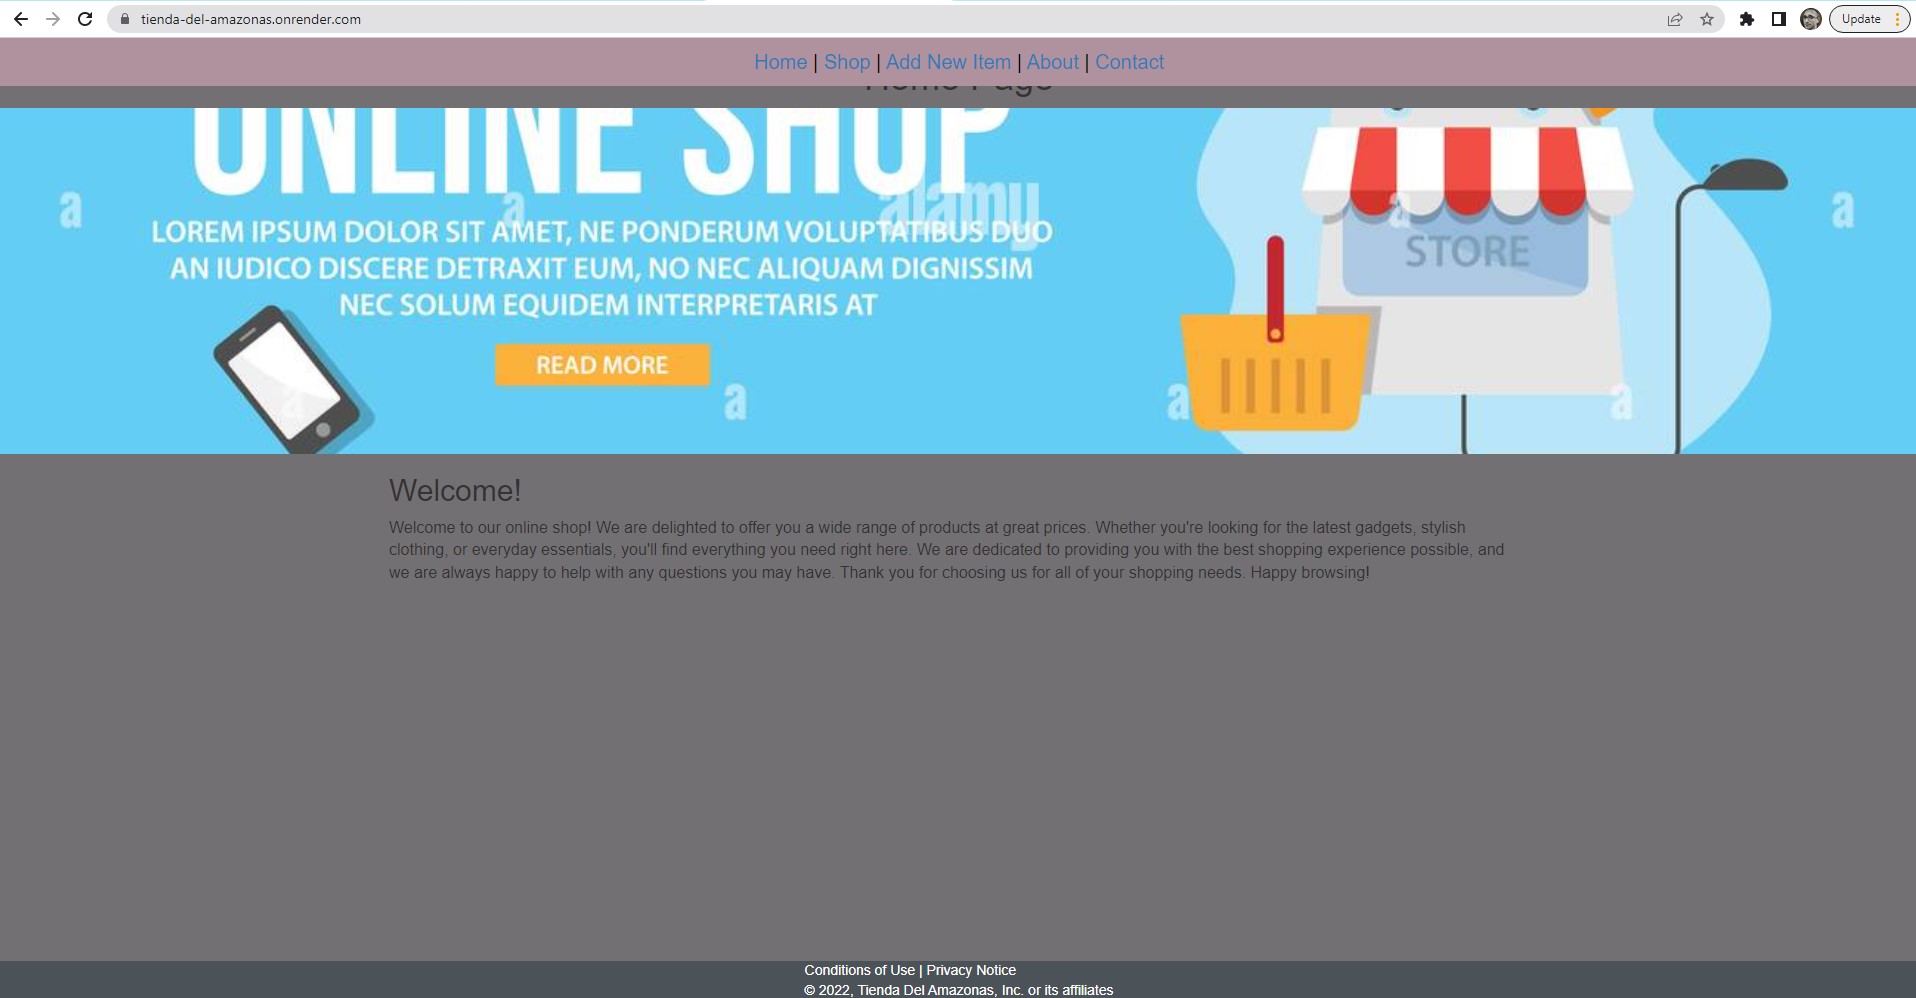 tienda-del-amazonas.onrender.com
Update
Home | Shop | Add New Item | About | Contact
Home Page
ONLINE SHOP
alamy
a a a a
LOREM IPSUM DOLOR SIT AMET, NE PONDERUM VOLUPTATIBUS DUO
AN IUDICO DISCERE DETRAXIT EUM, NO NEC ALIQUAM DIGNISSIM
NEC SOLUM EQUIDEM INTERPRETARIS AT
STORE
READ MORE
a a a a
Welcome!
Welcome to our online shop! We are delighted to offer you a wide range of products at great prices. Whether you're looking for the latest gadgets, stylish
clothing, or everyday essentials, you'll find everything you need right here. We are dedicated to providing you with the best shopping experience possible, and
we are always happy to help with any questions you may have. Thank you for choosing us for all of your shopping needs. Happy browsing!
Conditions of Use | Privacy Notice
© 2022, Tienda Del Amazonas, Inc. or its affiliates